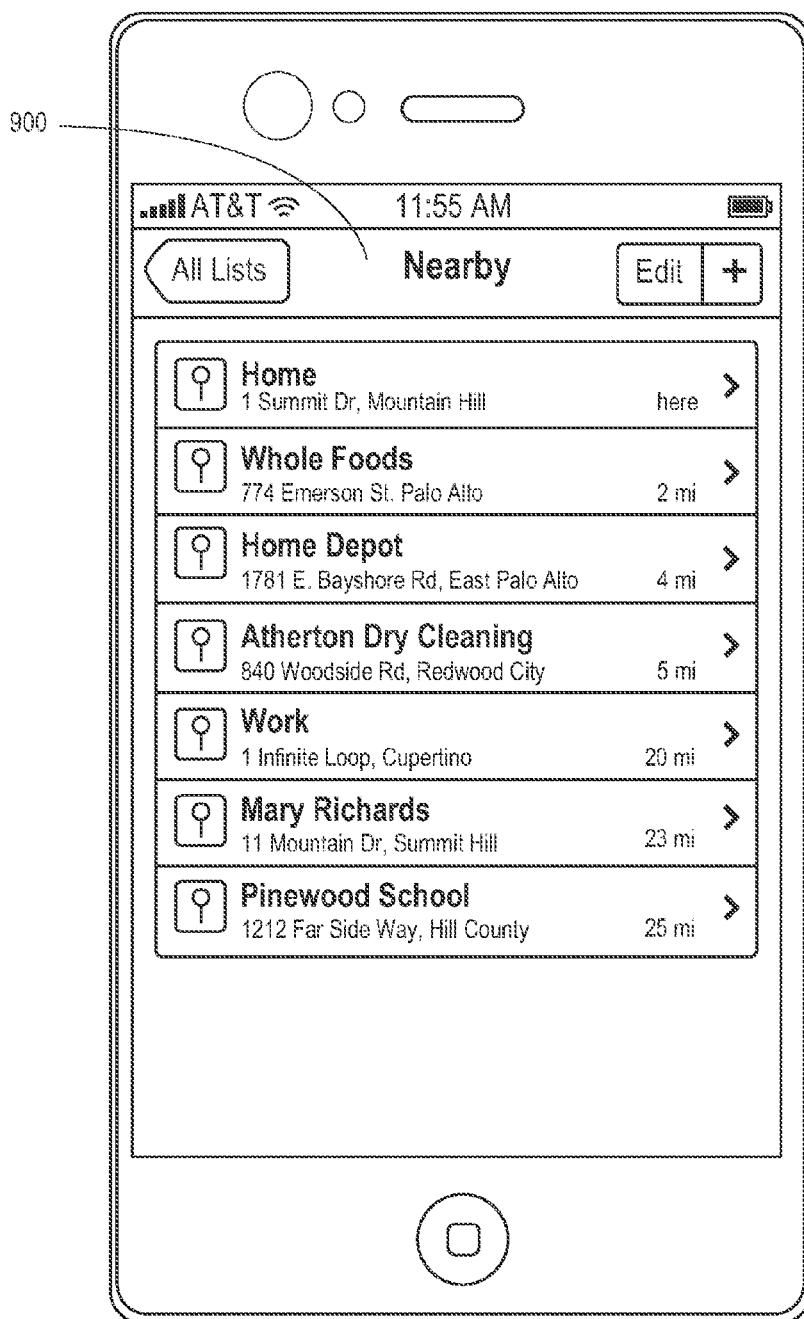 900
AT&T 11:55 AM
All Lists Nearby Edit +
Home
1 Summit Dr, Mountain Hill here
Whole Foods
774 Emerson St. Palo Alto 2 mi
Home Depot
1781 E. Bayshore Rd, East Palo Alto 4 mi
Atherton Dry Cleaning
840 Woodside Rd, Redwood City 5 mi
Work
1 Infinite Loop, Cupertino 20 mi
Mary Richards
11 Mountain Dr, Summit Hill 23 mi
Pinewood School
1212 Far Side Way, Hill County 25 mi